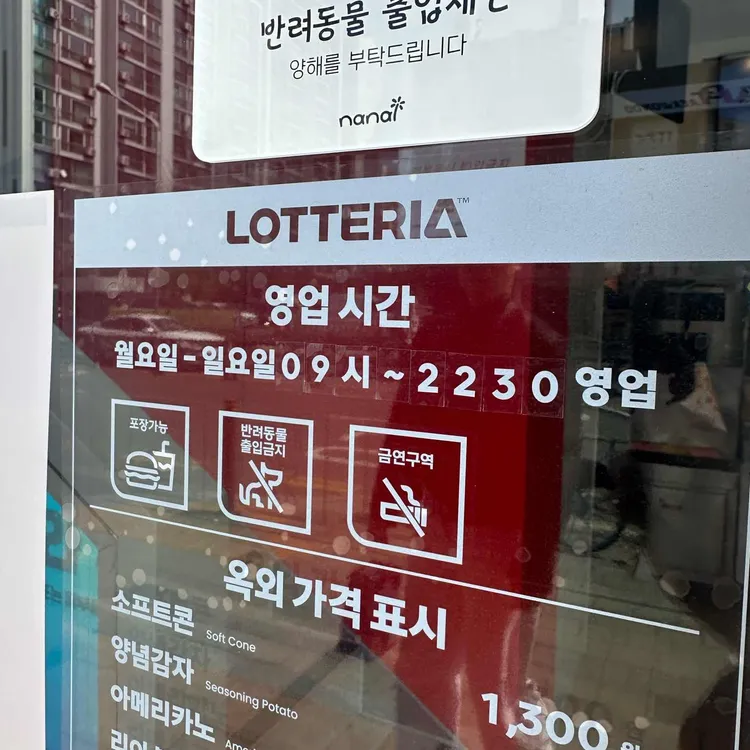 반려동물 출입제한
양해를 부탁드립니다
nanal
LOTTERIA™
영업 시간
월요일-일요일09시~2230영업
포장가능
반려동물
출입금지
금연구역
옥외 가격 표시
소프트콘 Soft Cone
양념감자 Seasoning Potato
1,300
아메리카노